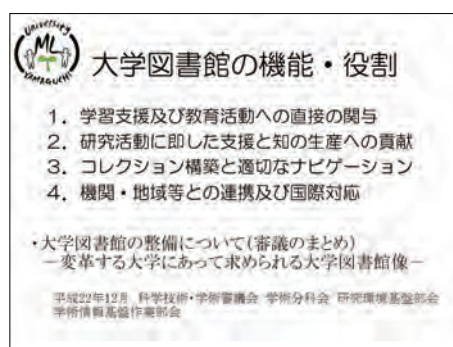 University
ML
YAMAGUCHI
大学図書館の機能・役割
1．学習支援及び教育活動への直接の関与
2．研究活動に即した支援と知の生産への貢献
3．コレクション構築と適切なナビゲーション
4．機関・地域等との連携及び国際対応
・大学図書館の整備について(審議のまとめ)
－変革する大学にあって求められる大学図書館像－
平成22年12月 科学技術・学術審議会 学術分科会 研究環境基盤部会
学術情報基盤作業部会